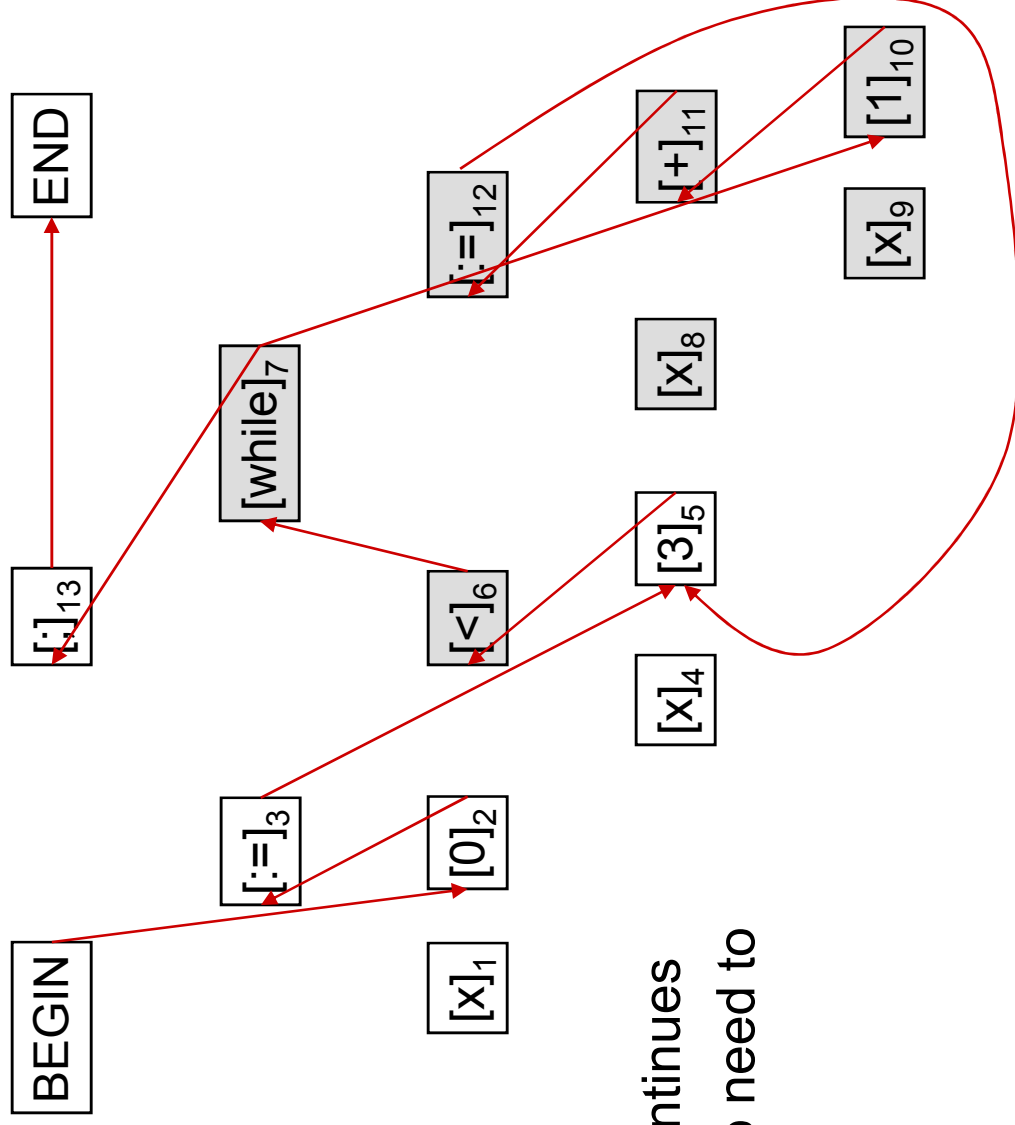 BEGIN
[;]13
END
[:=]3
[while]7
[x]1
[0]2
[<]6
[:=]12
[x]4
[3]5
[x]8
[+]11
[x]9
[1]10
ntinues
need to